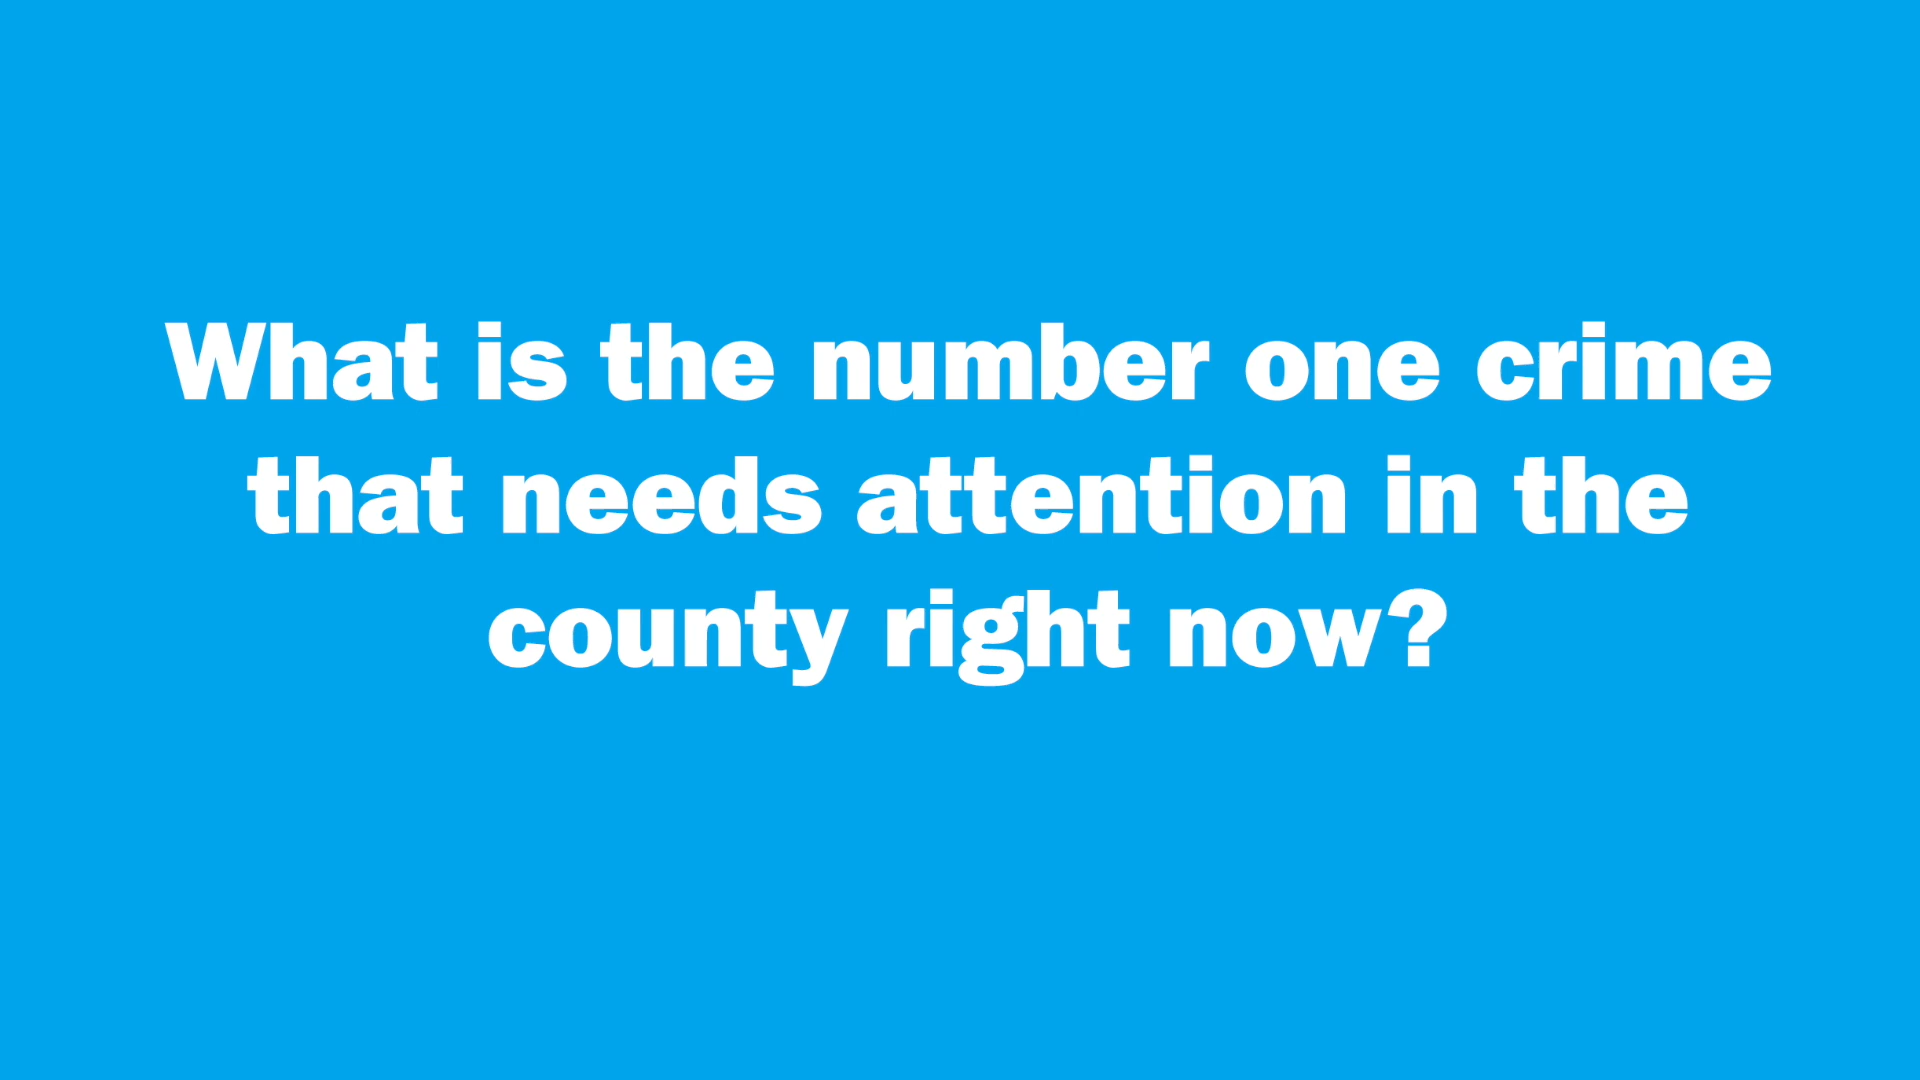 What is the number one crime
that needs attention in the
county right now?